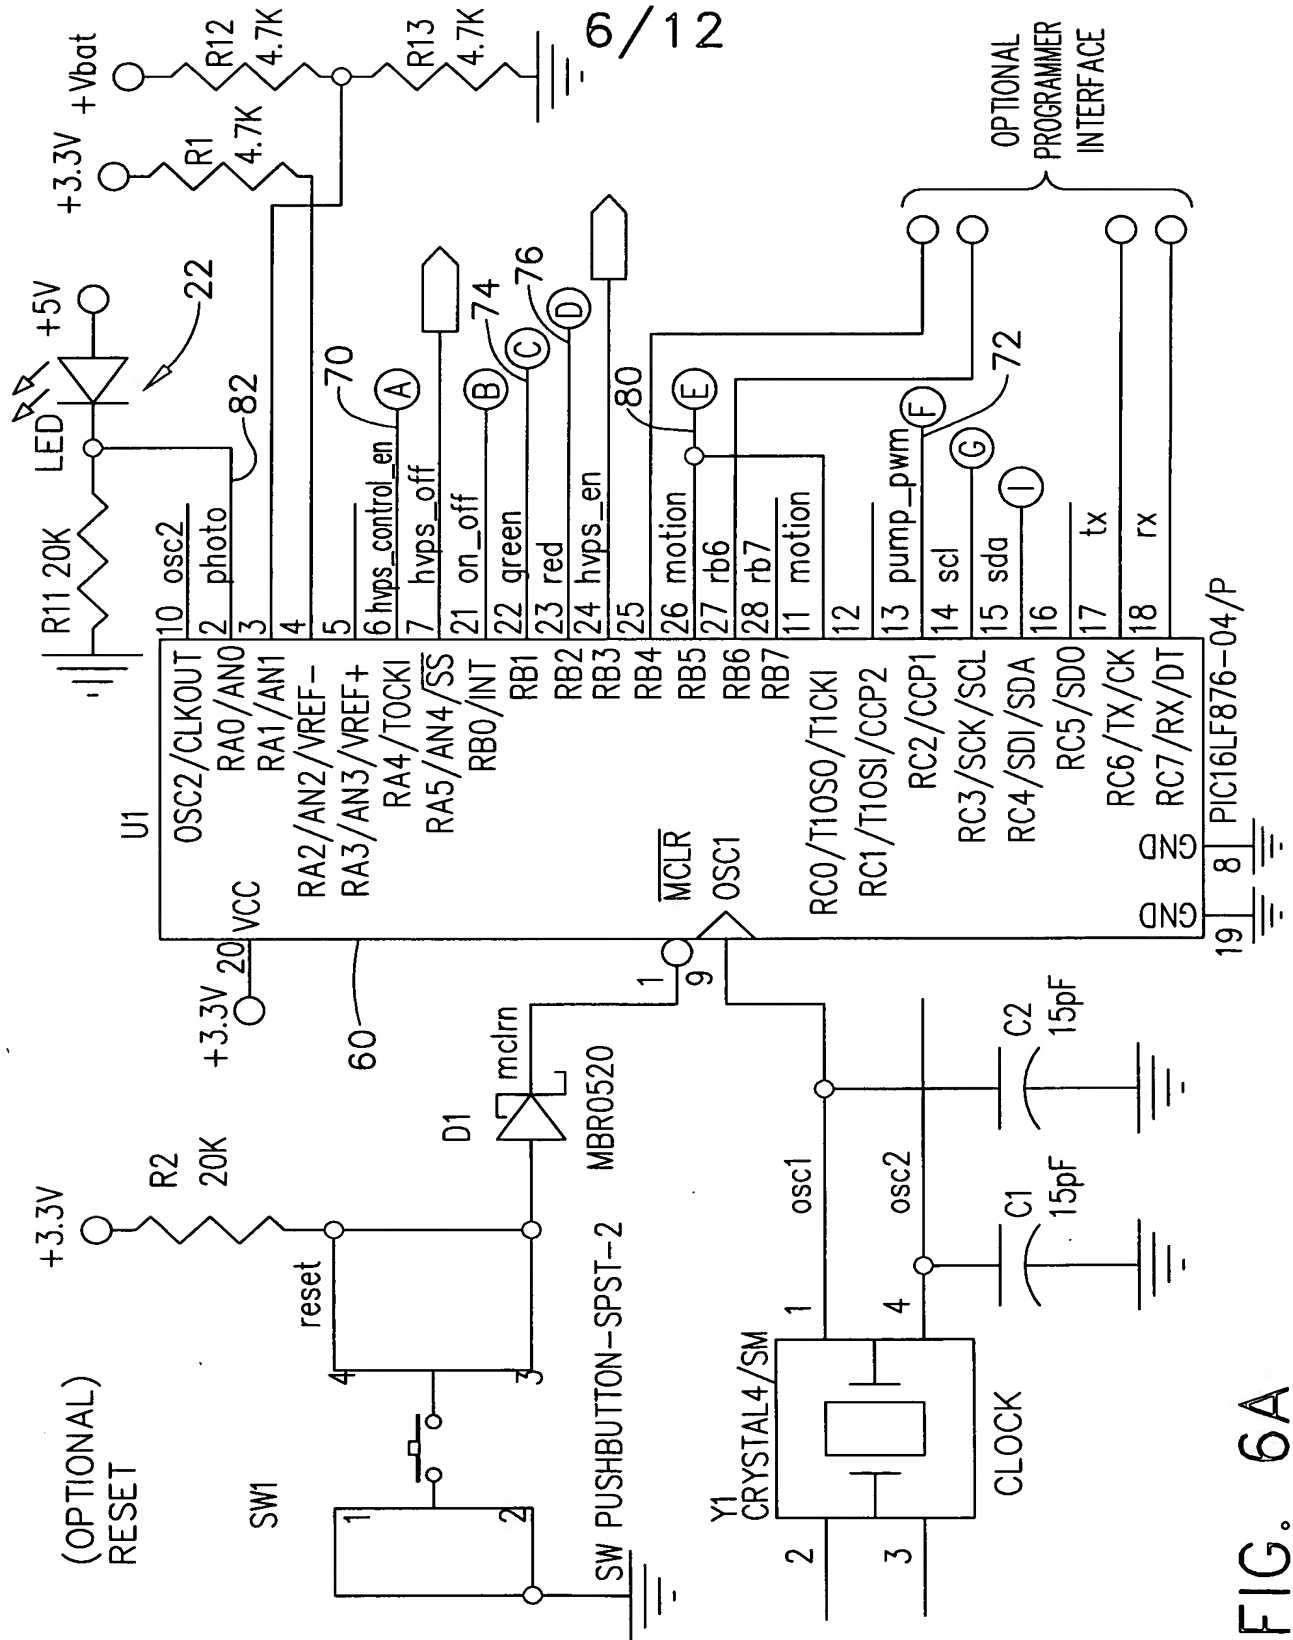 6/12
(OPTIONAL)
RESET
SW1
1
2
4
3
SW PUSHBUTTON-SPST-2
reset
+3.3V
R2
20K
D1
MBR0520
mclrn
1
9
Y1
CRYSTAL4/SM
CLOCK
2
3
1
4
osc1
osc2
C1
15pF
C2
15pF
60
+3.3V
20
VCC
U1
MCLR
OSC1
OSC2/CLKOUT
RA0/AN0
RA1/AN1
RA2/AN2/VREF-
RA3/AN3/VREF+
RA4/TOCKI
RA5/AN4/SS
RB0/INT
RB1
RB2
RB3
RB4
RB5
RB6
RB7
RC0/T1OSO/T1CKI
RC1/T1OSI/CCP2
RC2/CCP1
RC3/SCK/SCL
RC4/SDI/SDA
RC5/SDO
RC6/TX/CK
RC7/RX/DT
GND
GND
19
8
PIC16LF876-04/P
10 osc2
2 photo
3
4
5
6 hvps_control_en
7 hvps_off
21 on_off
22 green
23 red
24 hvps_en
25
26 motion
27 rb6
28 rb7
11 motion
12
13 pump_pwm
14 scl
15 sda
16
17 tx
18 rx
R11 20K
LED
+5V
22
82
+3.3V
R1
4.7K
+Vbat
R12
4.7K
R13
4.7K
70
A
B
74
C
76
D
80
E
F
72
G
I
OPTIONAL
PROGRAMMER
INTERFACE
FIG. 6A